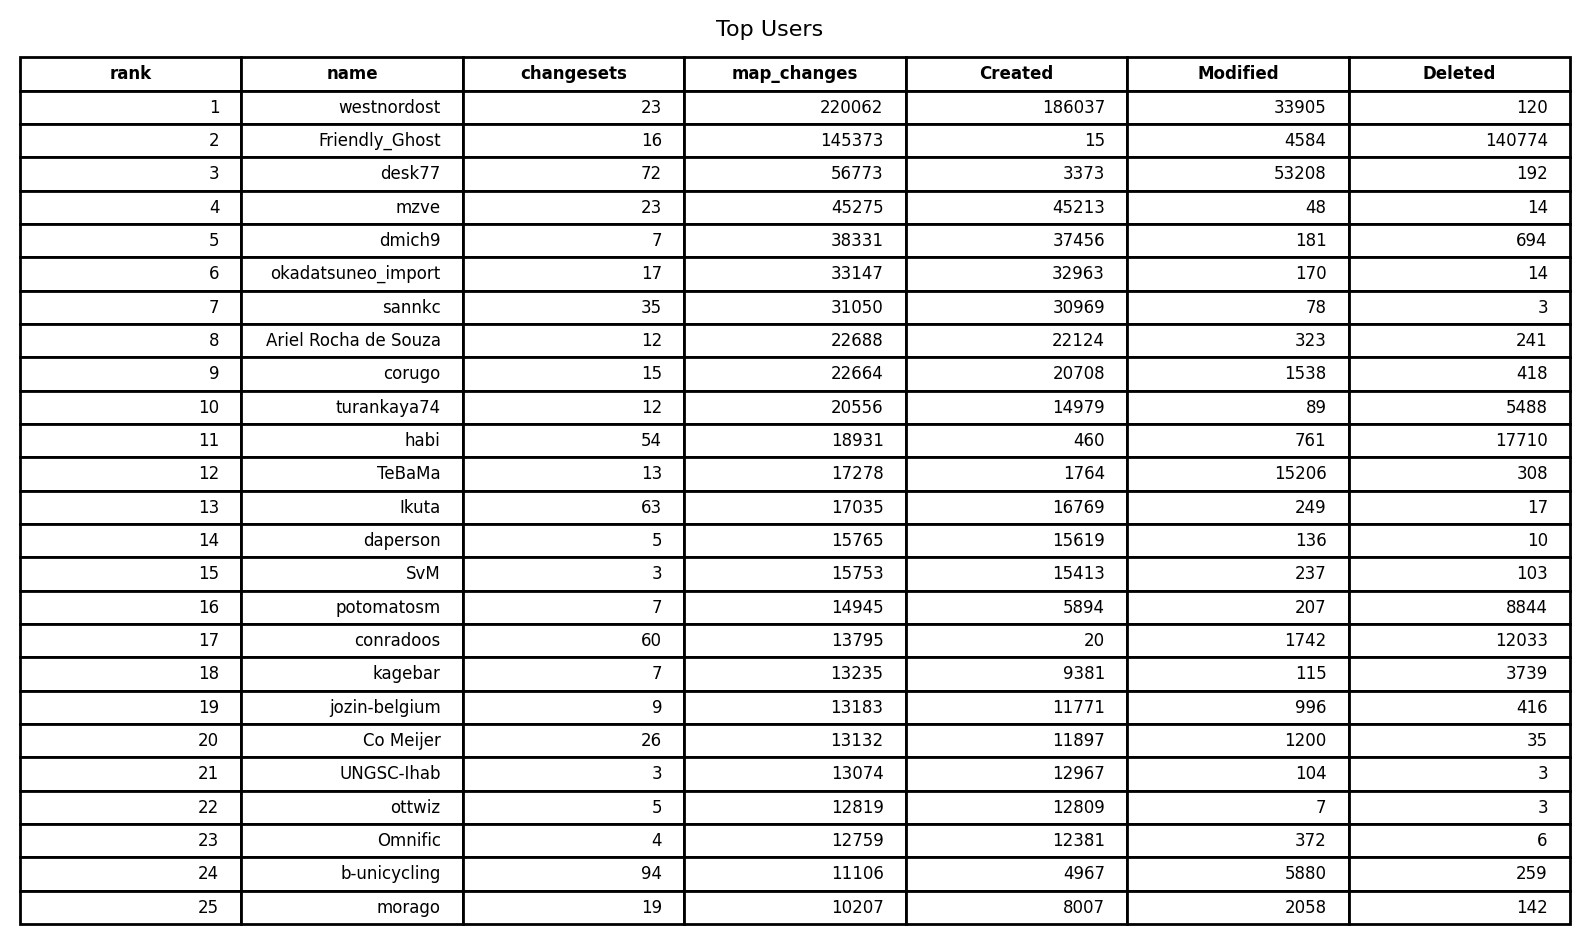 Top Users
rank name changesets map_changes Created Modified Deleted
1 westnordost 23 220062 186037 33905 120
2 Friendly_Ghost 16 145373 15 4584 140774
3 desk77 72 56773 3373 53208 192
4 mzve 23 45275 45213 48 14
5 dmich9 7 38331 37456 181 694
6 okadatsuneo_import 17 33147 32963 170 14
7 sannkc 35 31050 30969 78 3
8 Ariel Rocha de Souza 12 22688 22124 323 241
9 corugo 15 22664 20708 1538 418
10 turankaya74 12 20556 14979 89 5488
11 habi 54 18931 460 761 17710
12 TeBaMa 13 17278 1764 15206 308
13 Ikuta 63 17035 16769 249 17
14 daperson 5 15765 15619 136 10
15 SvM 3 15753 15413 237 103
16 potomatosm 7 14945 5894 207 8844
17 conradoos 60 13795 20 1742 12033
18 kagebar 7 13235 9381 115 3739
19 jozin-belgium 9 13183 11771 996 416
20 Co Meijer 26 13132 11897 1200 35
21 UNGSC-Ihab 3 13074 12967 104 3
22 ottwiz 5 12819 12809 7 3
23 Omnific 4 12759 12381 372 6
24 b-unicycling 94 11106 4967 5880 259
25 morago 19 10207 8007 2058 142